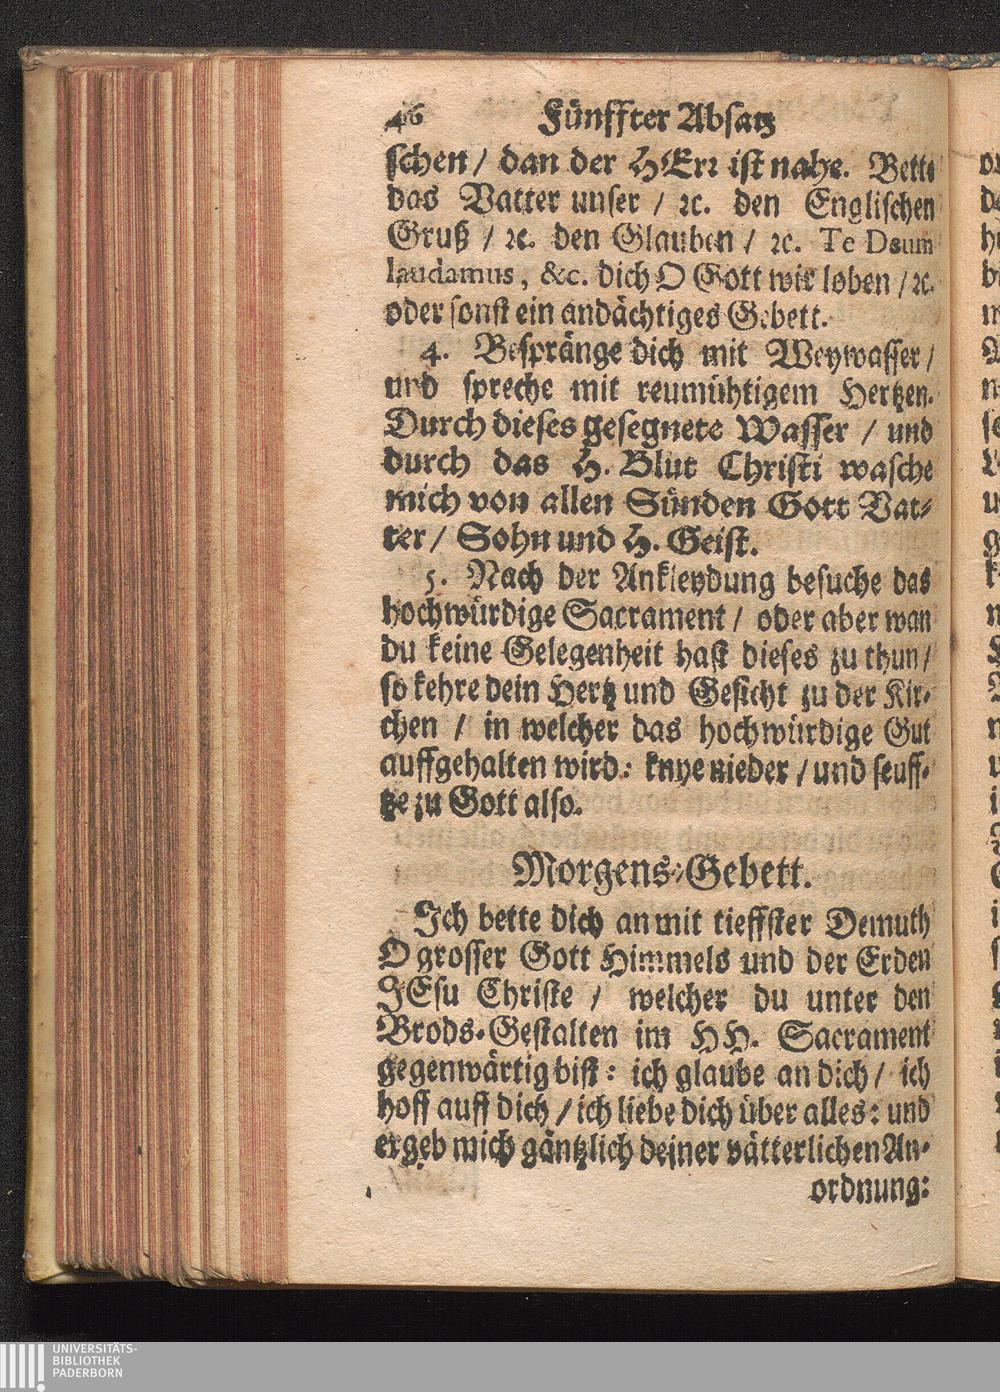 46 Fünffter Absatz
schen / dan der HErr ist nahe. Bette
das Vatter unser / ꝛc. den Englischen
Gruß / ꝛc. den Glauben / ꝛc. Te Deum
laudamus, &c. dich O Gott wir loben / ꝛc.
oder sonst ein andächtiges Gebett.
4. Bespränge dich mit Weywasser /
und spreche mit reumühtigem Hertzen.
Durch dieses gesegnete Wasser / und
durch das H. Blut Christi wasche
mich von allen Sünden Gott Vat-
ter / Sohn und H. Geist.
5. Nach der Ankleydung besuche das
hochwürdige Sacrament / oder aber wan
du keine Gelegenheit hast dieses zu thun /
so kehre dein Hertz und Gesicht zu der Kir-
chen / in welcher das hochwürdige Gut
auffgehalten wird: knye nieder / und seuff-
tze zu Gott also.
Morgens-Gebett.
Ich bette dich an mit tieffster Demuth
O grosser Gott Himmels und der Erden
JEsu Christe / welcher du unter den
Brods-Gestalten im HH. Sacrament
gegenwärtig bist: ich glaube an dich / ich
hoff auff dich / ich liebe dich über alles: und
ergeb mich gäntzlich deiner vätterlichen An-
ordnung:
UNIVERSITÄTS-
BIBLIOTHEK
PADERBORN